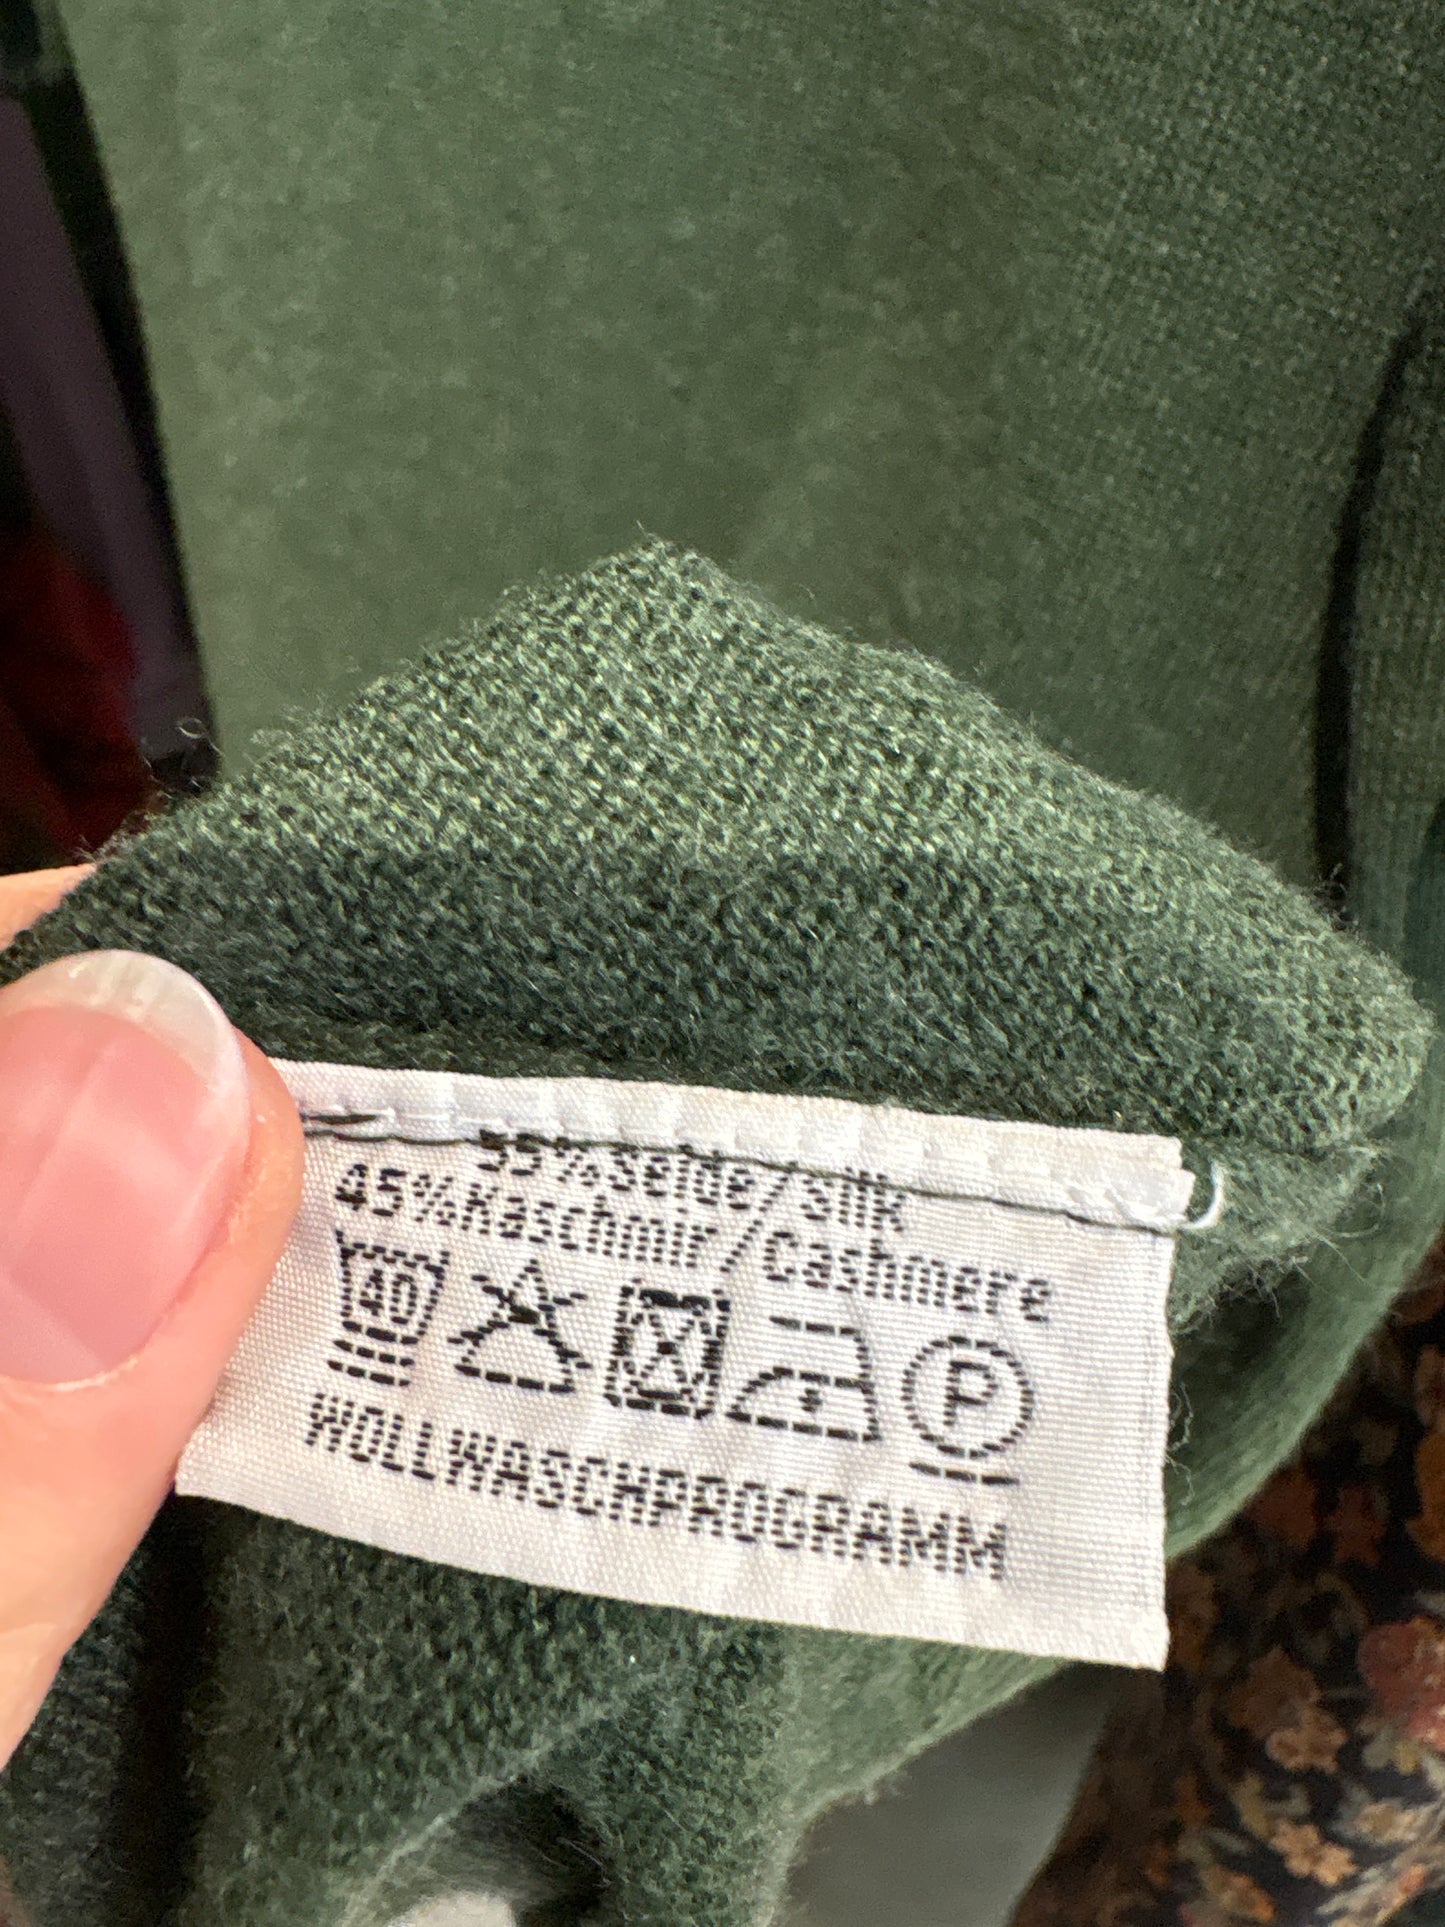 55% Seide/Silk
45% Kaschmir/Cashmere
40 P
WOLLWASCHPROGRAMM